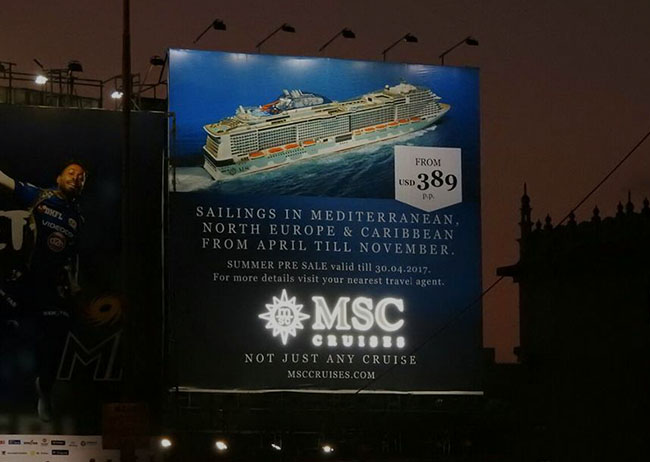 FROM
USD 389
P.P.
SAILINGS IN MEDITERRANEAN,
NORTH EUROPE & CARIBBEAN
FROM APRIL TILL NOVEMBER.
SUMMER PRE SALE valid till 30.04.2017.
For more details visit your nearest travel agent.
MSC
CRUISES
NOT JUST ANY CRUISE
MSCCRUISES.COM